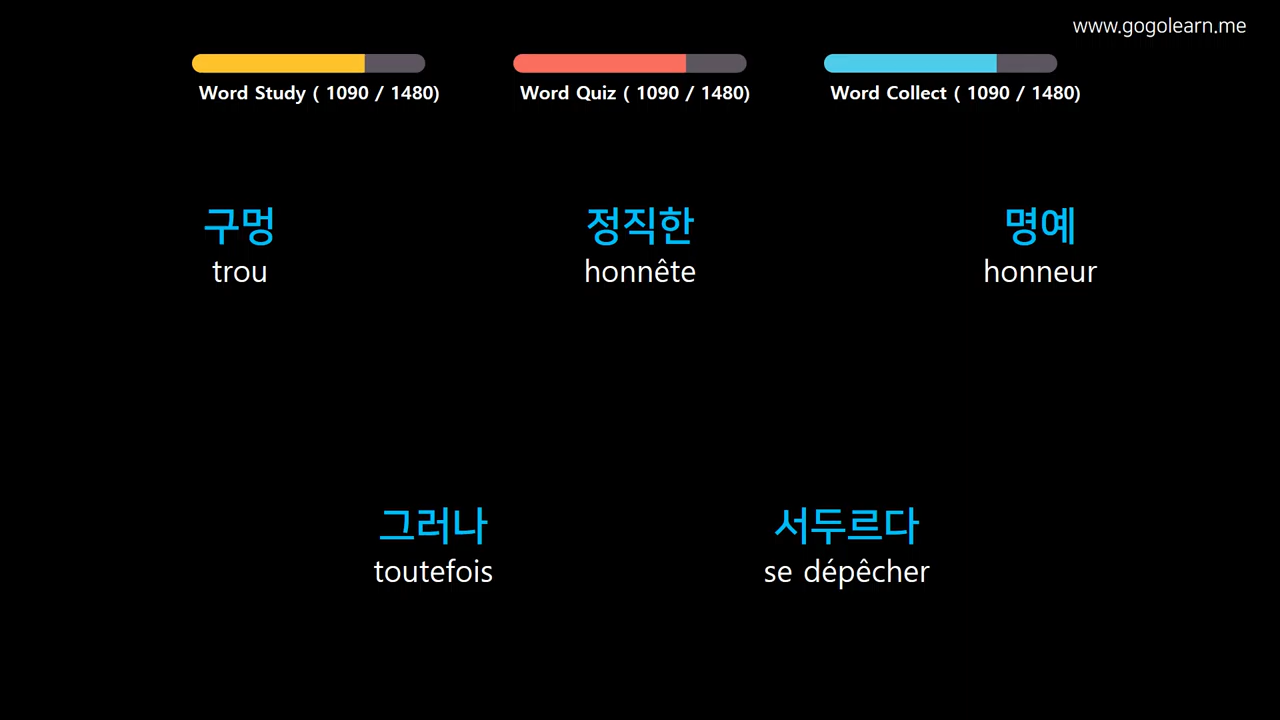 www.gogolearn.me
Word Study ( 1090 / 1480)
Word Quiz ( 1090 / 1480)
Word Collect ( 1090 / 1480)
구멍
trou
정직한
honnête
명예
honneur
그러나
toutefois
서두르다
se dépêcher